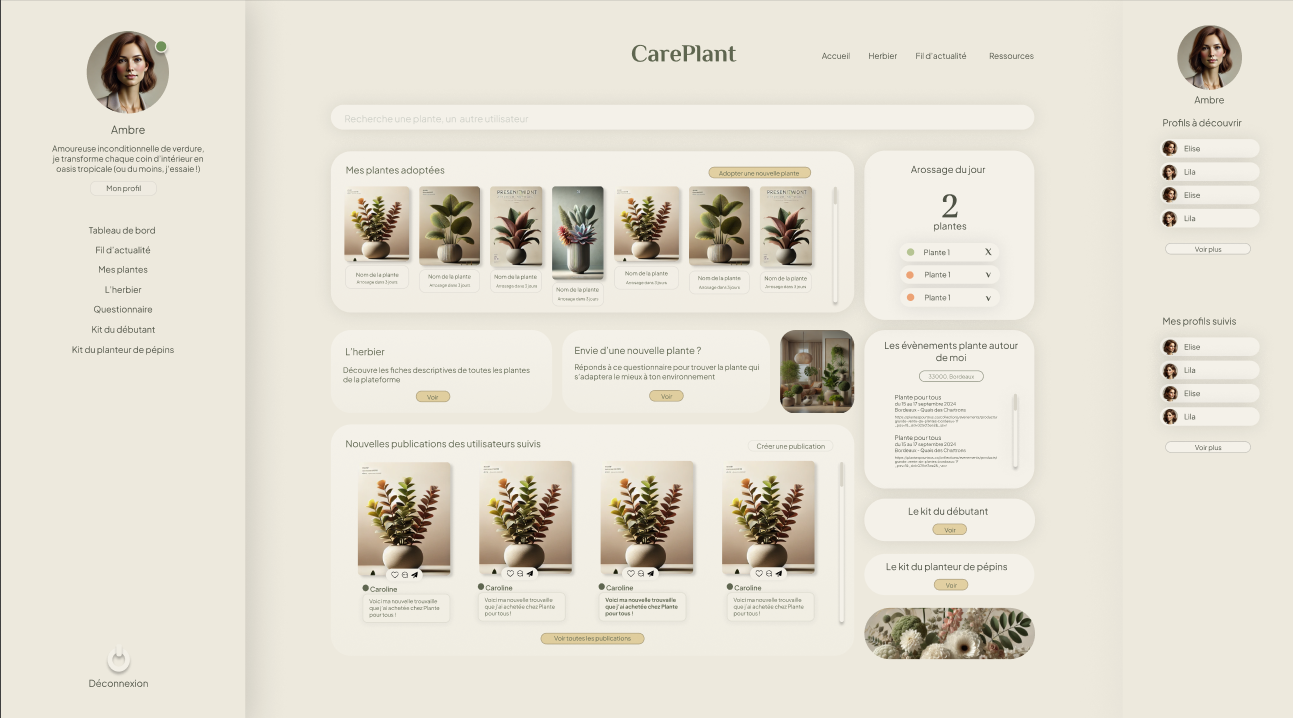 Ambre
Amoureuse inconditionnelle de verdure,
je transforme chaque coin d'intérieur en
oasis tropicale (ou du moins, j'essaie !)
Mon profil
Tableau de bord
Fil d'actualité
Mes plantes
L'herbier
Questionnaire
Kit du débutant
Kit du planteur de pépins
Déconnexion
CarePlant
Accueil
Herbier
Fil d'actualité
Ressources
Recherche une plante, un autre utilisateur
Mes plantes adoptées
Adopter une nouvelle plante
Nom de la plante
Arrosage dans 3 jours
Nom de la plante
Arrosage dans 3 jours
Nom de la plante
Arrosage dans 3 jours
Nom de la plante
Arrosage dans 3 jours
Nom de la plante
Arrosage dans 3 jours
Nom de la plante
Arrosage dans 3 jours
Nom de la plante
Arrosage dans 3 jours
Arossage du jour
2
plantes
Plante 1
Plante 1
Plante 1
L'herbier
Découvre les fiches descriptives de toutes les plantes
de la plateforme
Voir
Envie d'une nouvelle plante ?
Réponds à ce questionnaire pour trouver la plante qui
s'adaptera le mieux à ton environnement
Voir
Les évènements plante autour
de moi
33000, Bordeaux
Plante pour tous
du 15 au 17 septembre 2024
Bordeaux - Quais des Chartrons
Plante pour tous
du 15 au 17 septembre 2024
Bordeaux - Quais des Chartrons
Nouvelles publications des utilisateurs suivis
Créer une publication
Caroline
Voici ma nouvelle trouvaille
que j'ai achetée chez Plante
pour tous !
Caroline
Voici ma nouvelle trouvaille
que j'ai achetée chez Plante
pour tous !
Caroline
Voici ma nouvelle trouvaille
que j'ai achetée chez Plante
pour tous !
Caroline
Voici ma nouvelle trouvaille
que j'ai achetée chez Plante
pour tous !
Voir toutes les publications
Le kit du débutant
Voir
Le kit du planteur de pépins
Voir
Ambre
Profils à découvrir
Elise
Lila
Elise
Lila
Voir plus
Mes profils suivis
Elise
Lila
Elise
Lila
Voir plus